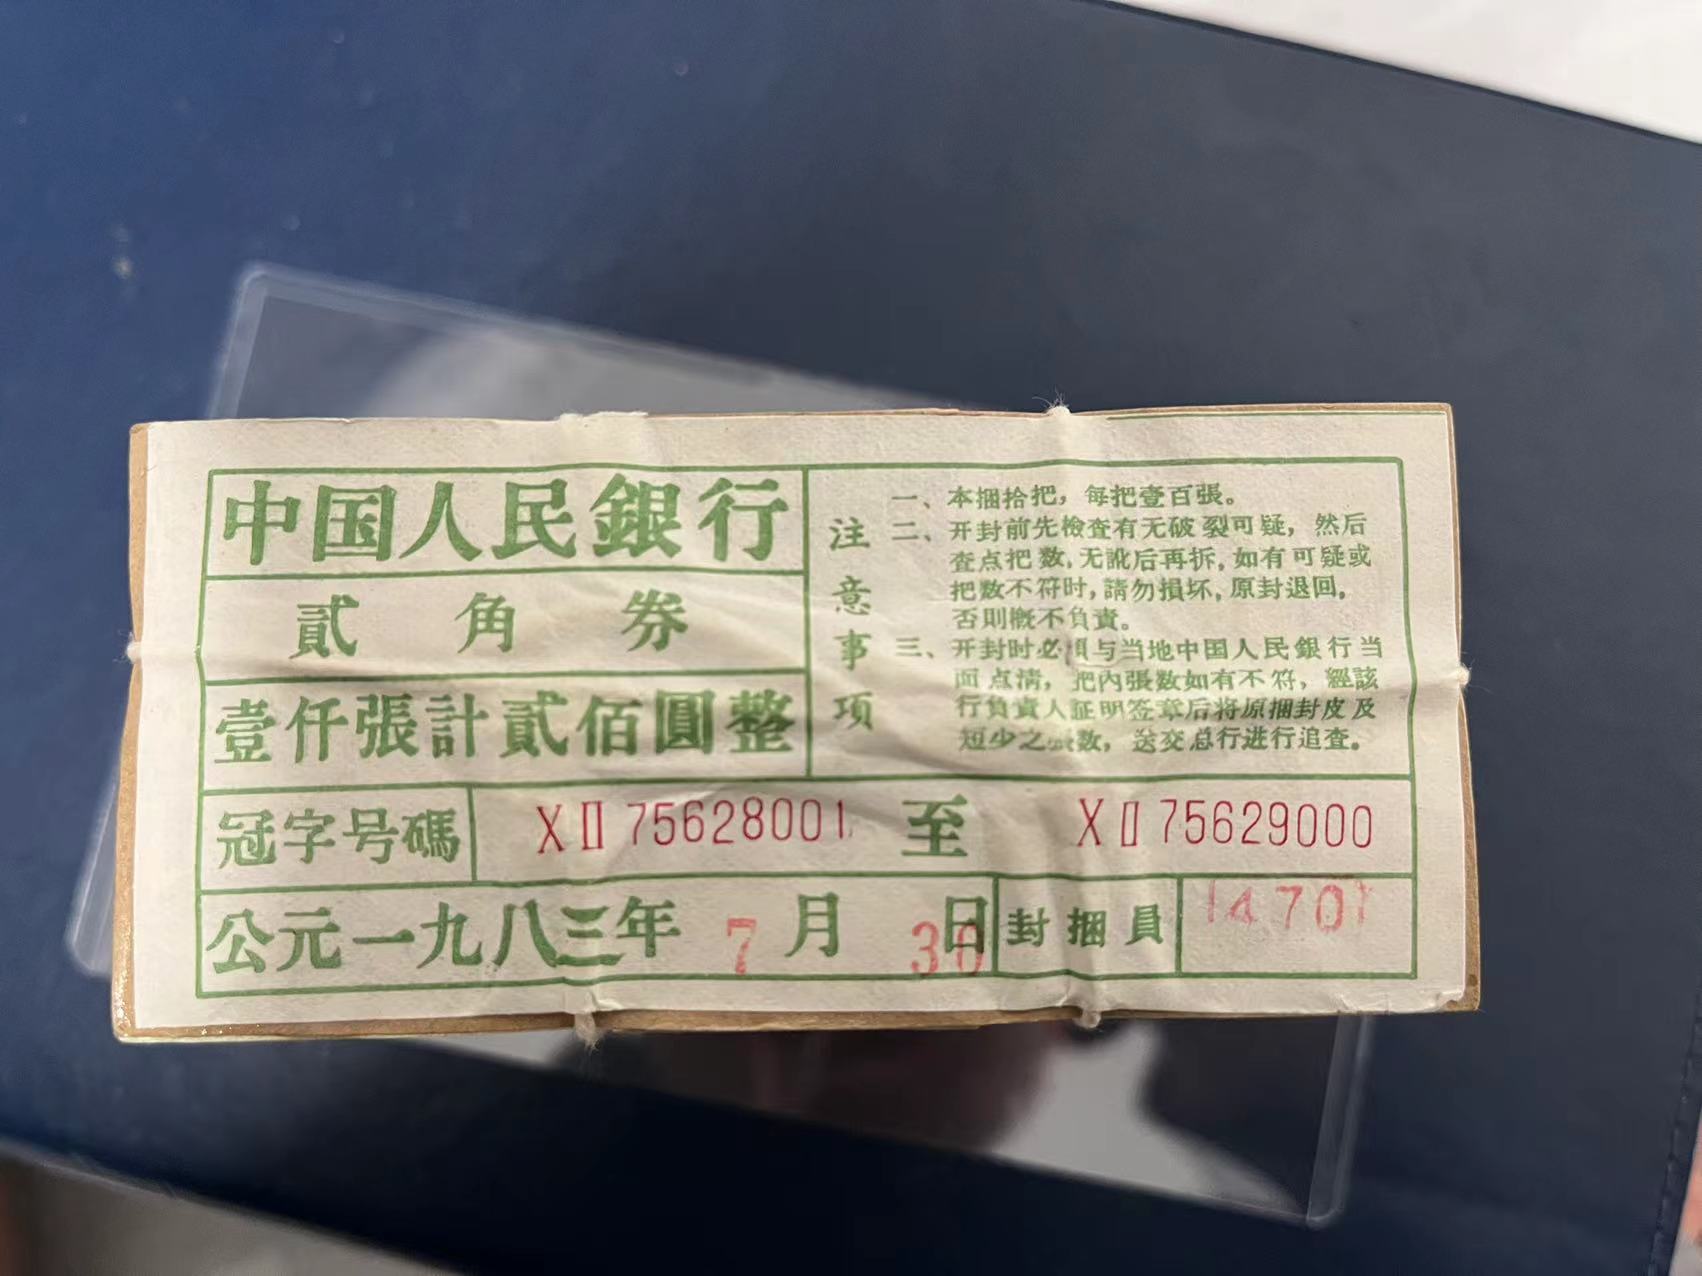 中国人民銀行
貳角券
壹仟張計貳佰圓整
注意事項
一、本捆拾把，每把壹百張。
二、开封前先檢查有无破裂可疑，然后
查点把数，无訛后再拆，如有可疑或
把数不符时，請勿損坏，原封退回，
否則概不負責。
三、开封时必須与当地中国人民銀行当
面点清，把內張数如有不符，經該
行負責人証明签章后将原捆封皮及
短少之張数，送交总行进行追查。
冠字号碼 XⅡ75628001 至 XⅡ75629000
公元一九八三年 7 月 30 日 封捆員 14701